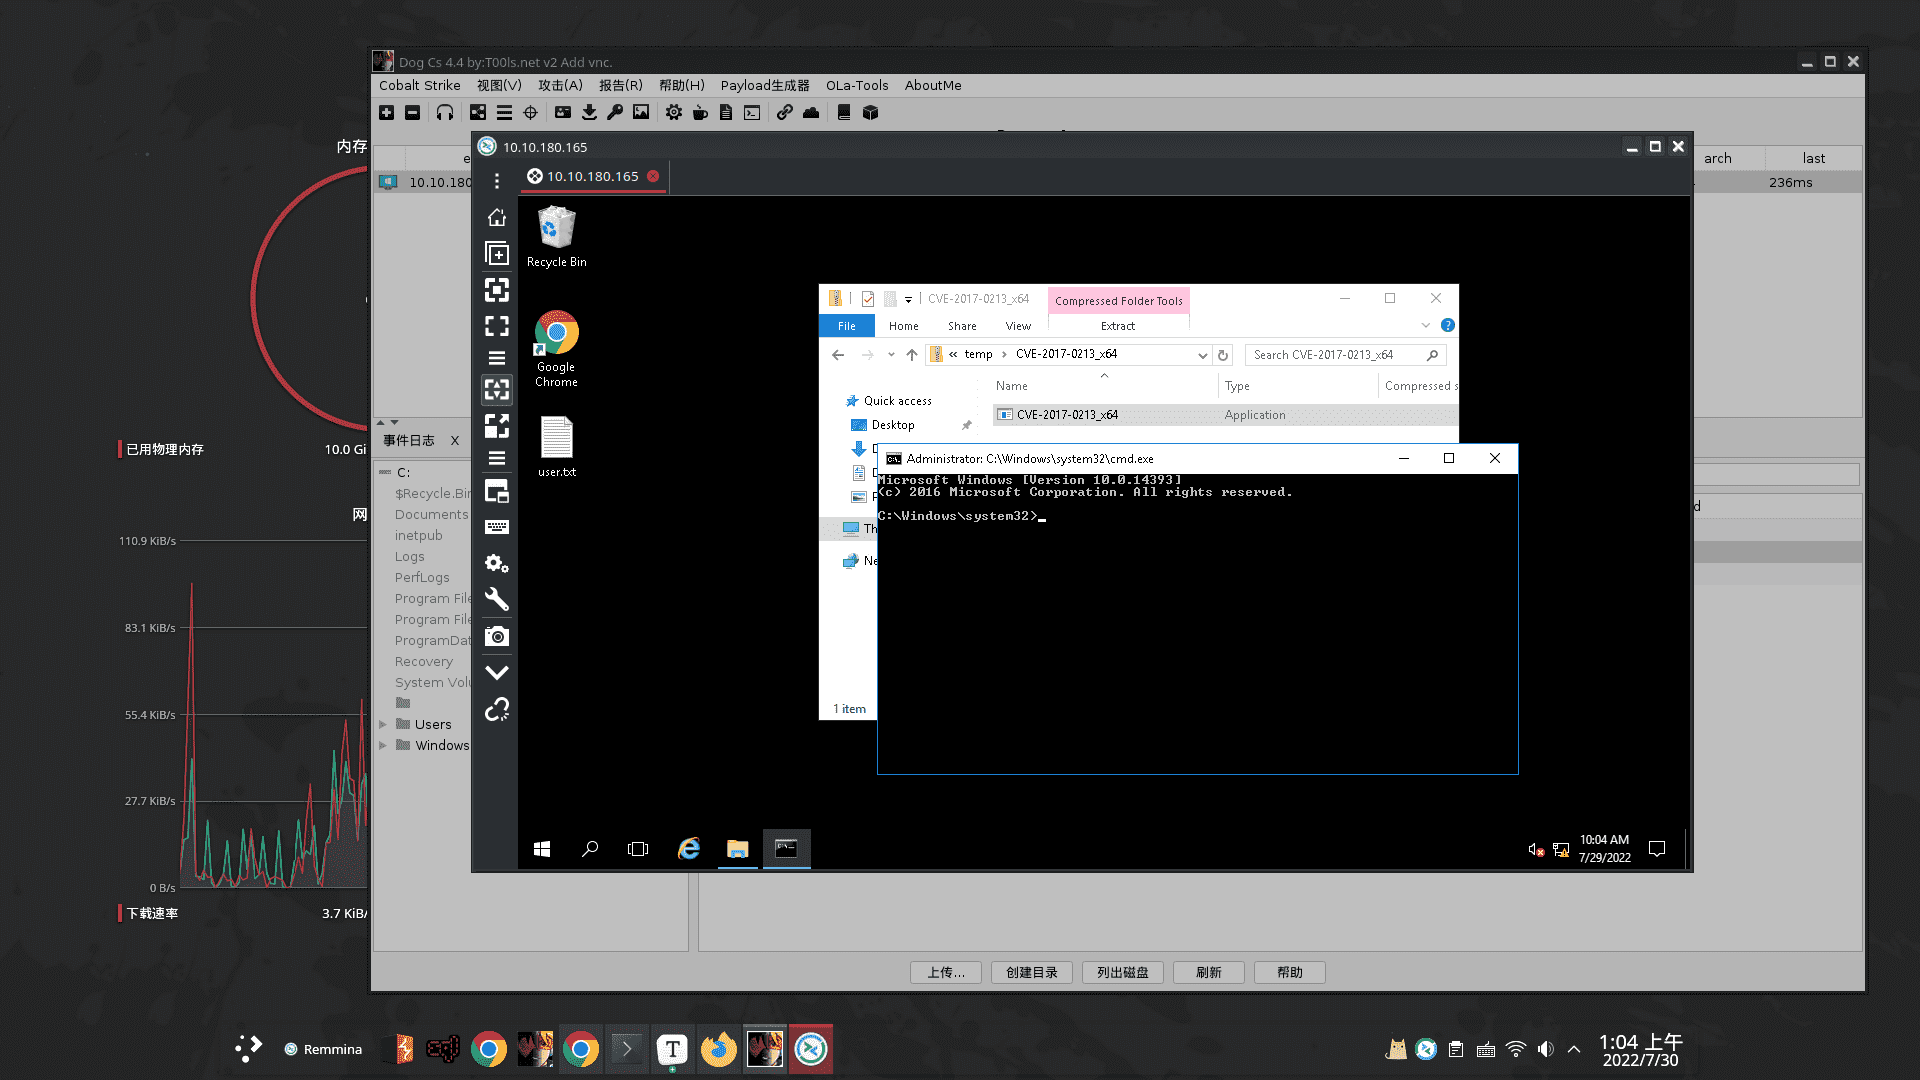 Dog Cs 4.4 by:T00ls.net v2 Add vnc.
Cobalt Strike 视图(V) 攻击(A) 报告(R) 帮助(H) Payload生成器 OLa-Tools AboutMe
内存
e
arch last
10.10.180
236ms
10.10.180.165
10.10.180.165
Recycle Bin
Google
Chrome
user.txt
CVE-2017-0213_x64
Compressed Folder Tools
File Home Share View Extract
« temp › CVE-2017-0213_x64
Search CVE-2017-0213_x64
Name Type Compressed s
Quick access
CVE-2017-0213_x64 Application
Desktop
Th
Ne
1 item
Administrator: C:\Windows\system32\cmd.exe
Microsoft Windows [Version 10.0.14393]
(c) 2016 Microsoft Corporation. All rights reserved.
C:\Windows\system32>
10:04 AM
7/29/2022
已用物理内存 10.0 Gi
事件日志 X
C:
$Recycle.Bin
Documents
inetpub
Logs
PerfLogs
Program File
Program File
ProgramDat
Recovery
System Volu
Users
Windows
d
网
110.9 KiB/s
83.1 KiB/s
55.4 KiB/s
27.7 KiB/s
0 B/s
下载速率 3.7 KiB/
上传... 创建目录 列出磁盘 刷新 帮助
Remmina
T
1:04 上午
2022/7/30